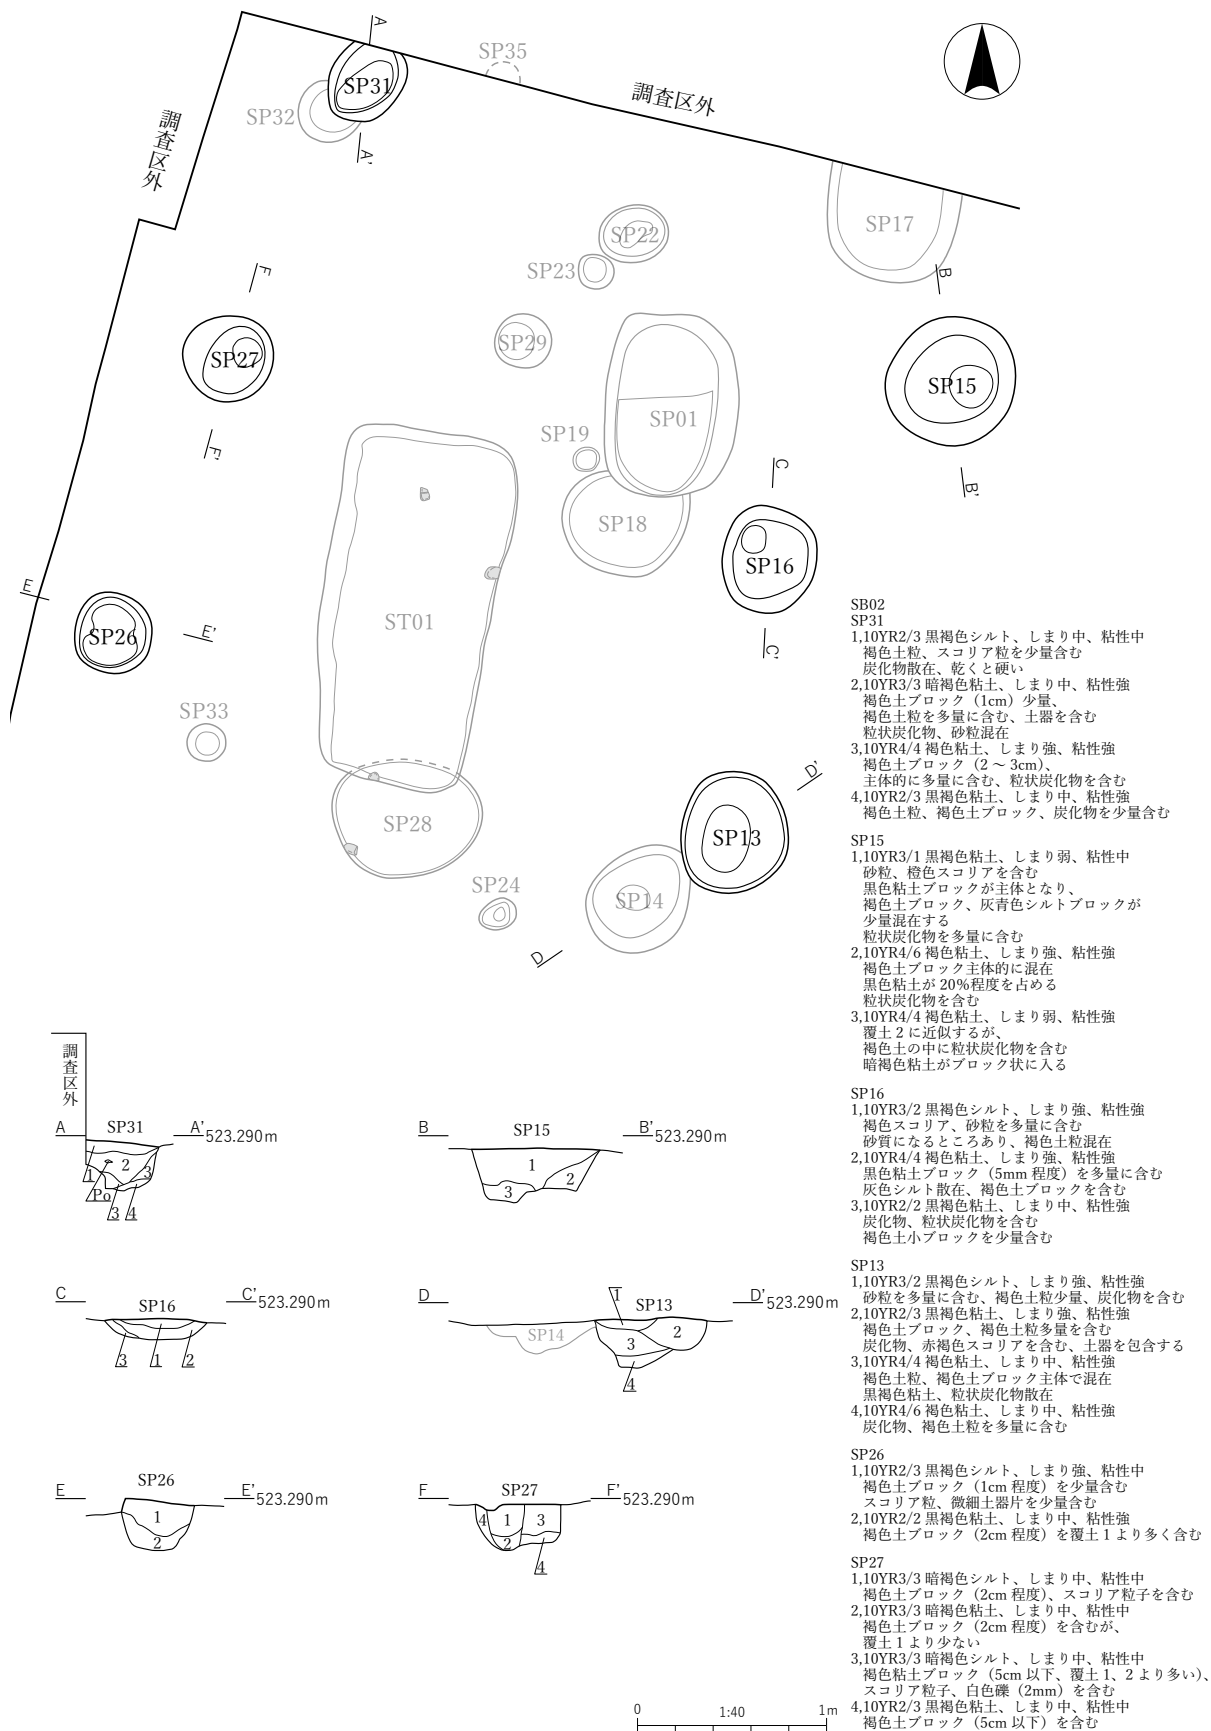 A
SP35
SP31
調査区外
SP32
調査区外
A'
SP17
SP22
SP23
F
B
SP29
SP27
SP15
SP01
SP19
F'
C
B'
SP18
SP16
E
ST01
SP26
E'
C'
SP33
D'
SP28
SP13
SP24
SP14
D
調査区外
A
SP31
A'
523.290m
1
2
3
Po
3
4
B
SP15
B'
523.290m
1
2
3
C
SP16
C'
523.290m
3
1
2
D
SP14
1
SP13
D'
523.290m
2
3
4
E
SP26
E'
523.290m
1
2
F
SP27
F'
523.290m
4
1
3
2
4
0
1:40
1m
SB02
SP31
1,10YR2/3 黒褐色シルト、しまり中、粘性中
褐色土粒、スコリア粒を少量含む
炭化物散在、乾くと硬い
2,10YR3/3 暗褐色粘土、しまり中、粘性強
褐色土ブロック（1cm）少量、
褐色土粒を多量に含む、土器を含む
粒状炭化物、砂粒混在
3,10YR4/4 褐色粘土、しまり強、粘性強
褐色土ブロック（2 〜 3cm）、
主体的に多量に含む、粒状炭化物を含む
4,10YR2/3 黒褐色粘土、しまり中、粘性強
褐色土粒、褐色土ブロック、炭化物を少量含む
SP15
1,10YR3/1 黒褐色粘土、しまり弱、粘性中
砂粒、橙色スコリアを含む
黒色粘土ブロックが主体となり、
褐色土ブロック、灰青色シルトブロックが
少量混在する
粒状炭化物を多量に含む
2,10YR4/6 褐色粘土、しまり強、粘性強
褐色土ブロック主体的に混在
黒色粘土が 20%程度を占める
粒状炭化物を含む
3,10YR4/4 褐色粘土、しまり弱、粘性強
覆土 2 に近似するが、
褐色土の中に粒状炭化物を含む
暗褐色粘土がブロック状に入る
SP16
1,10YR3/2 黒褐色シルト、しまり強、粘性強
褐色スコリア、砂粒を多量に含む
砂質になるところあり、褐色土粒混在
2,10YR4/4 褐色粘土、しまり強、粘性強
黒色粘土ブロック（5mm 程度）を多量に含む
灰色シルト散在、褐色土ブロックを含む
3,10YR2/2 黒褐色粘土、しまり中、粘性強
炭化物、粒状炭化物を含む
褐色土小ブロックを少量含む
SP13
1,10YR3/2 黒褐色シルト、しまり強、粘性強
砂粒を多量に含む、褐色土粒少量、炭化物を含む
2,10YR2/3 黒褐色粘土、しまり強、粘性強
褐色土ブロック、褐色土粒多量を含む
炭化物、赤褐色スコリアを含む、土器を包含する
3,10YR4/4 褐色粘土、しまり中、粘性強
褐色土粒、褐色土ブロック主体で混在
黒褐色粘土、粒状炭化物散在
4,10YR4/6 褐色粘土、しまり中、粘性強
炭化物、褐色土粒を多量に含む
SP26
1,10YR2/3 黒褐色シルト、しまり強、粘性中
褐色土ブロック（1cm 程度）を少量含む
スコリア粒、微細土器片を少量含む
2,10YR2/2 黒褐色粘土、しまり中、粘性強
褐色土ブロック（2cm 程度）を覆土 1 より多く含む
SP27
1,10YR3/3 暗褐色シルト、しまり中、粘性中
褐色土ブロック（2cm 程度）、スコリア粒子を含む
2,10YR3/3 暗褐色粘土、しまり中、粘性中
褐色土ブロック（2cm 程度）を含むが、
覆土 1 より少ない
3,10YR3/3 暗褐色シルト、しまり中、粘性中
褐色粘土ブロック（5cm 以下、覆土 1、2 より多い）、
スコリア粒子、白色礫（2mm）を含む
4,10YR2/3 黒褐色粘土、しまり中、粘性中
褐色土ブロック（5cm 以下）を含む